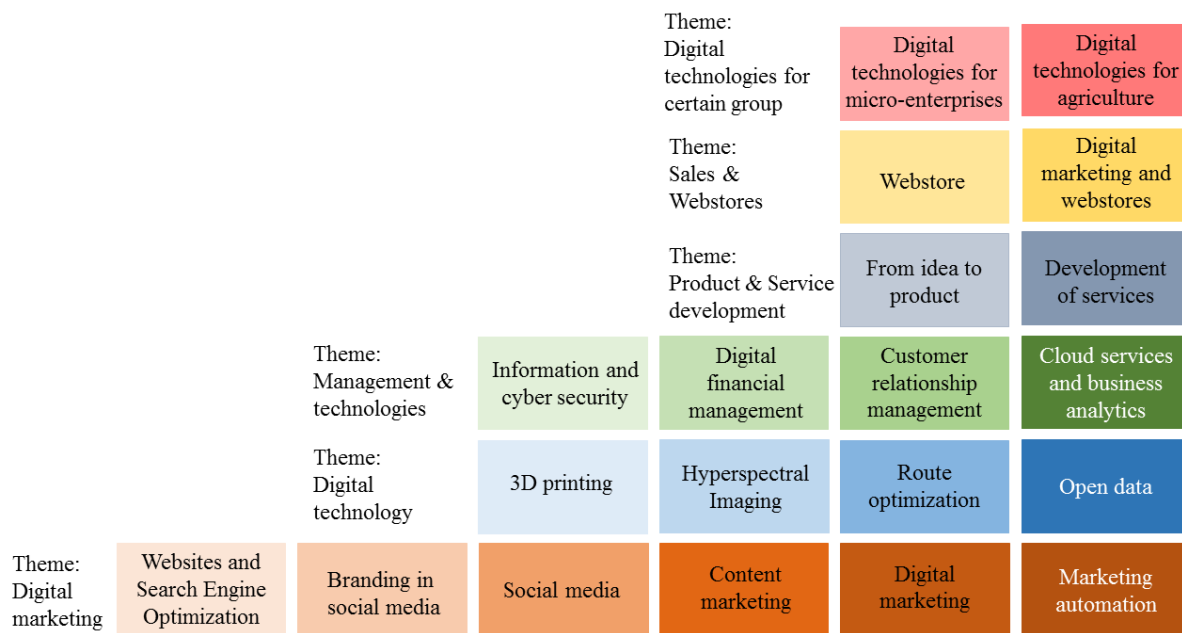 Theme:
Digital
technologies for
certain group
Digital
technologies for
micro-enterprises
Digital
technologies for
agriculture
Theme:
Sales &
Webstores
Webstore
Digital
marketing and
webstores
Theme:
Product & Service
development
From idea to
product
Development
of services
Theme:
Management &
technologies
Information and
cyber security
Digital
financial
management
Customer
relationship
management
Cloud services
and business
analytics
Theme:
Digital
technology
3D printing
Hyperspectral
Imaging
Route
optimization
Open data
Theme:
Digital
marketing
Websites and
Search Engine
Optimization
Branding in
social media
Social media
Content
marketing
Digital
marketing
Marketing
automation